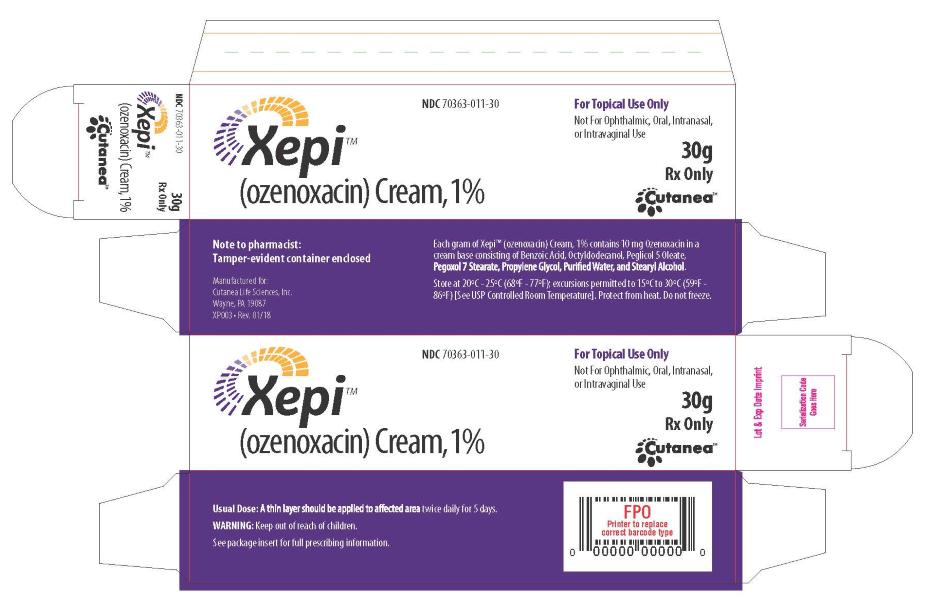 NDC 70363-011-30
Xepi™
(ozenoxacin) Cream, 1%
30g
Rx Only
Cutanea™
NDC 70363-011-30
Xepi™
(ozenoxacin) Cream, 1%
For Topical Use Only
Not For Ophthalmic, Oral, Intranasal,
or Intravaginal Use
30g
Rx Only
Cutanea™
Note to pharmacist:
Tamper-evident container enclosed
Manufactured for:
Cutanea Life Sciences, Inc.
Wayne, PA 19087
XP003 • Rev. 01/18
Each gram of Xepi™ (ozenoxacin) Cream, 1% contains 10 mg Ozenoxacin in a
cream base consisting of Benzoic Acid, Octyldodecanol, Peglicol 5 Oleate,
Pegoxol 7 Stearate, Propylene Glycol, Purified Water, and Stearyl Alcohol.
Store at 20ºC - 25ºC (68ºF - 77ºF); excursions permitted to 15ºC to 30ºC (59ºF -
86ºF) [See USP Controlled Room Temperature]. Protect from heat. Do not freeze.
NDC 70363-011-30
Xepi™
(ozenoxacin) Cream, 1%
For Topical Use Only
Not For Ophthalmic, Oral, Intranasal,
or Intravaginal Use
30g
Rx Only
Cutanea™
Lot & Exp Date Imprint
Serialization Code
Goes Here
Usual Dose: A thin layer should be applied to affected area twice daily for 5 days.
WARNING: Keep out of reach of children.
See package insert for full prescribing information.
FPO
Printer to replace
correct barcode type
0 00000 00000 0